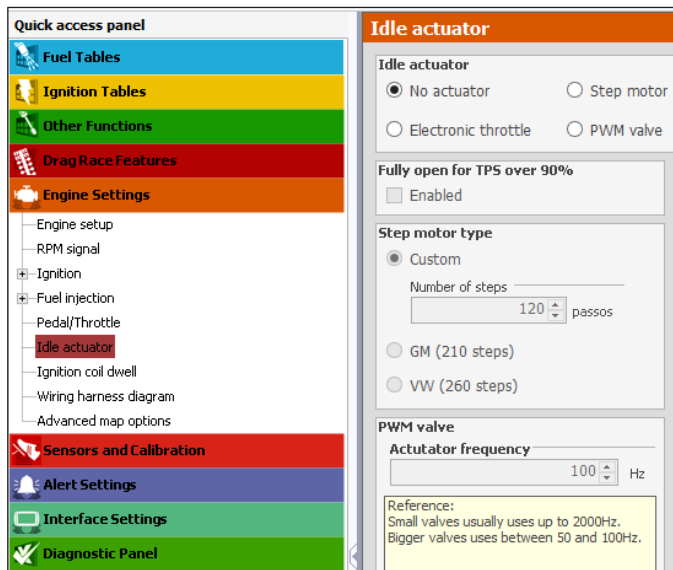 Quick access panel
Fuel Tables
Ignition Tables
Other Functions
Drag Race Features
Engine Settings
Engine setup
RPM signal
Ignition
Fuel injection
Pedal/Throttle
Idle actuator
Ignition coil dwell
Wiring harness diagram
Advanced map options
Sensors and Calibration
Alert Settings
Interface Settings
Diagnostic Panel
Idle actuator
Idle actuator
No actuator Step motor
Electronic throttle PWM valve
Fully open for TPS over 90%
Enabled
Step motor type
Custom
Number of steps
120 passos
GM (210 steps)
VW (260 steps)
PWM valve
Actutator frequency
100 Hz
Reference:
Small valves usually uses up to 2000Hz.
Bigger valves uses between 50 and 100Hz.